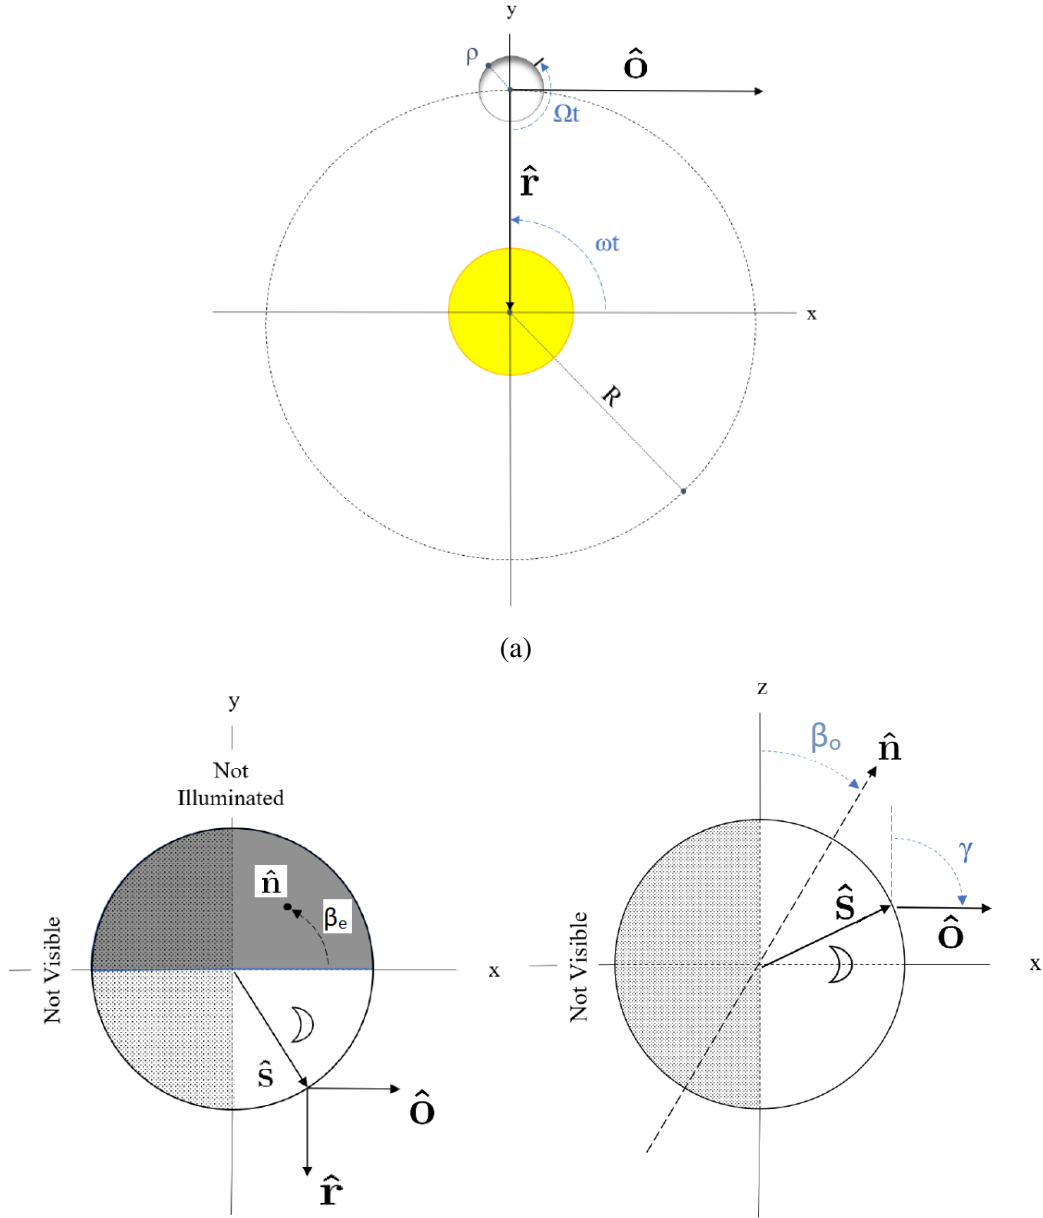 y
ρ
ô
Ωt
r̂
ωt
x
R
(a)
y
Not
Illuminated
n̂
βe
Not Visible
x
ŝ
ô
r̂
z
βo
n̂
γ
ŝ
ô
Not Visible
x